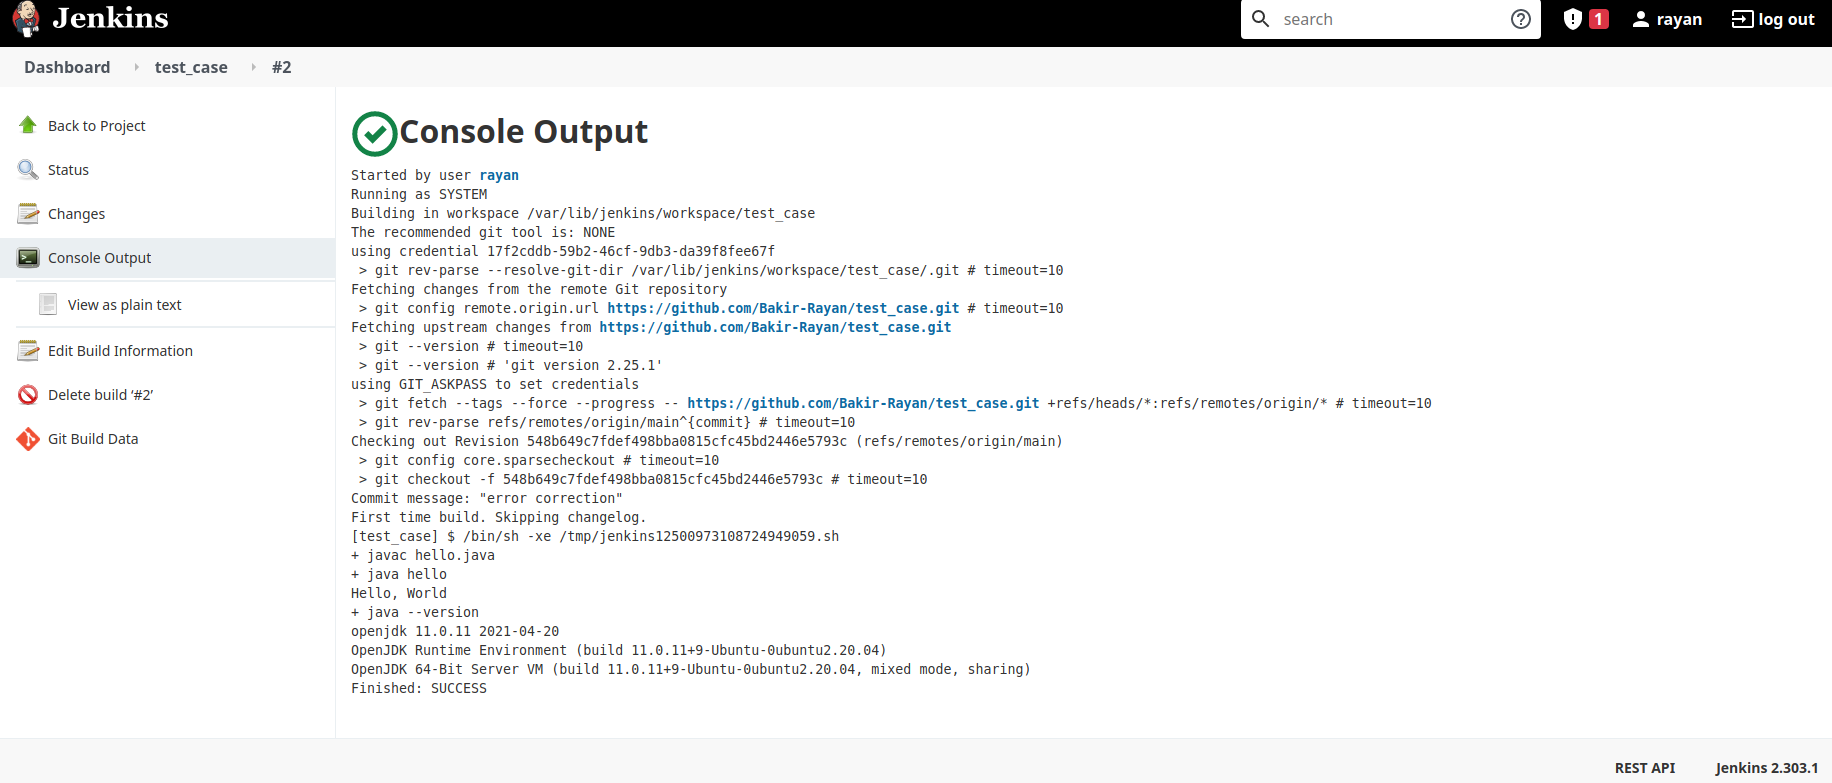 Jenkins
search
1
rayan
log out
Dashboard
test_case
#2
Back to Project
Status
Changes
Console Output
View as plain text
Edit Build Information
Delete build ‘#2’
Git Build Data
Console Output
Started by user rayan
Running as SYSTEM
Building in workspace /var/lib/jenkins/workspace/test_case
The recommended git tool is: NONE
using credential 17f2cddb-59b2-46cf-9db3-da39f8fee67f
 > git rev-parse --resolve-git-dir /var/lib/jenkins/workspace/test_case/.git # timeout=10
Fetching changes from the remote Git repository
 > git config remote.origin.url https://github.com/Bakir-Rayan/test_case.git # timeout=10
Fetching upstream changes from https://github.com/Bakir-Rayan/test_case.git
 > git --version # timeout=10
 > git --version # 'git version 2.25.1'
using GIT_ASKPASS to set credentials
 > git fetch --tags --force --progress -- https://github.com/Bakir-Rayan/test_case.git +refs/heads/*:refs/remotes/origin/* # timeout=10
 > git rev-parse refs/remotes/origin/main^{commit} # timeout=10
Checking out Revision 548b649c7fdef498bba0815cfc45bd2446e5793c (refs/remotes/origin/main)
 > git config core.sparsecheckout # timeout=10
 > git checkout -f 548b649c7fdef498bba0815cfc45bd2446e5793c # timeout=10
Commit message: "error correction"
First time build. Skipping changelog.
[test_case] $ /bin/sh -xe /tmp/jenkins12500973108724949059.sh
+ javac hello.java
+ java hello
Hello, World
+ java --version
openjdk 11.0.11 2021-04-20
OpenJDK Runtime Environment (build 11.0.11+9-Ubuntu-0ubuntu2.20.04)
OpenJDK 64-Bit Server VM (build 11.0.11+9-Ubuntu-0ubuntu2.20.04, mixed mode, sharing)
Finished: SUCCESS
REST API
Jenkins 2.303.1